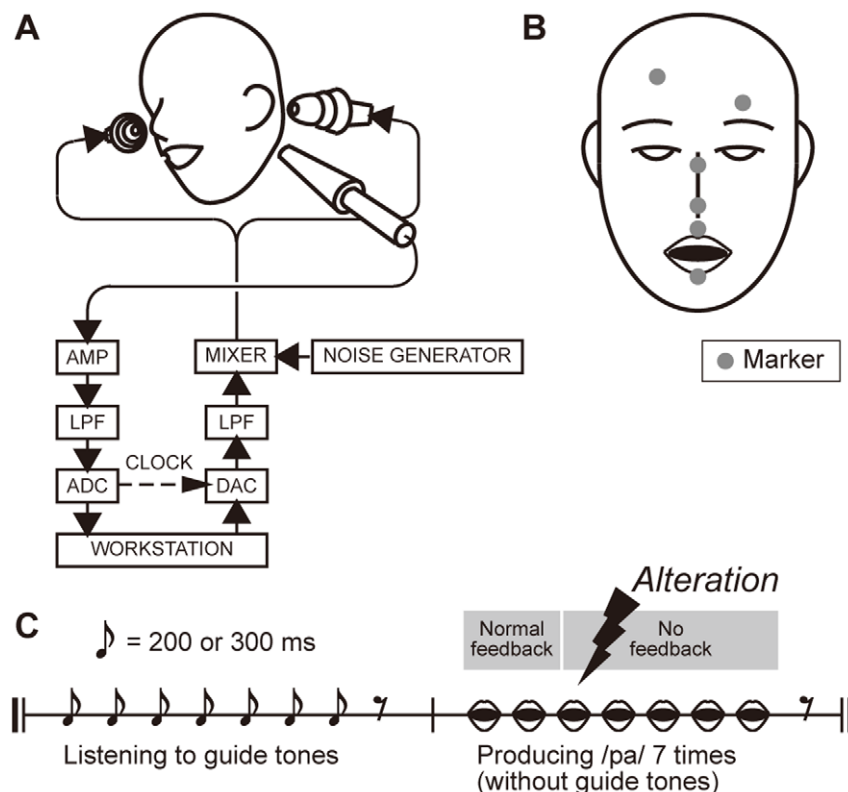 A
B
AMP
MIXER
NOISE GENERATOR
Marker
LPF
LPF
CLOCK
ADC
DAC
WORKSTATION
Alteration
C
= 200 or 300 ms
Normal
feedback
No
feedback
Listening to guide tones
Producing /pa/ 7 times
(without guide tones)